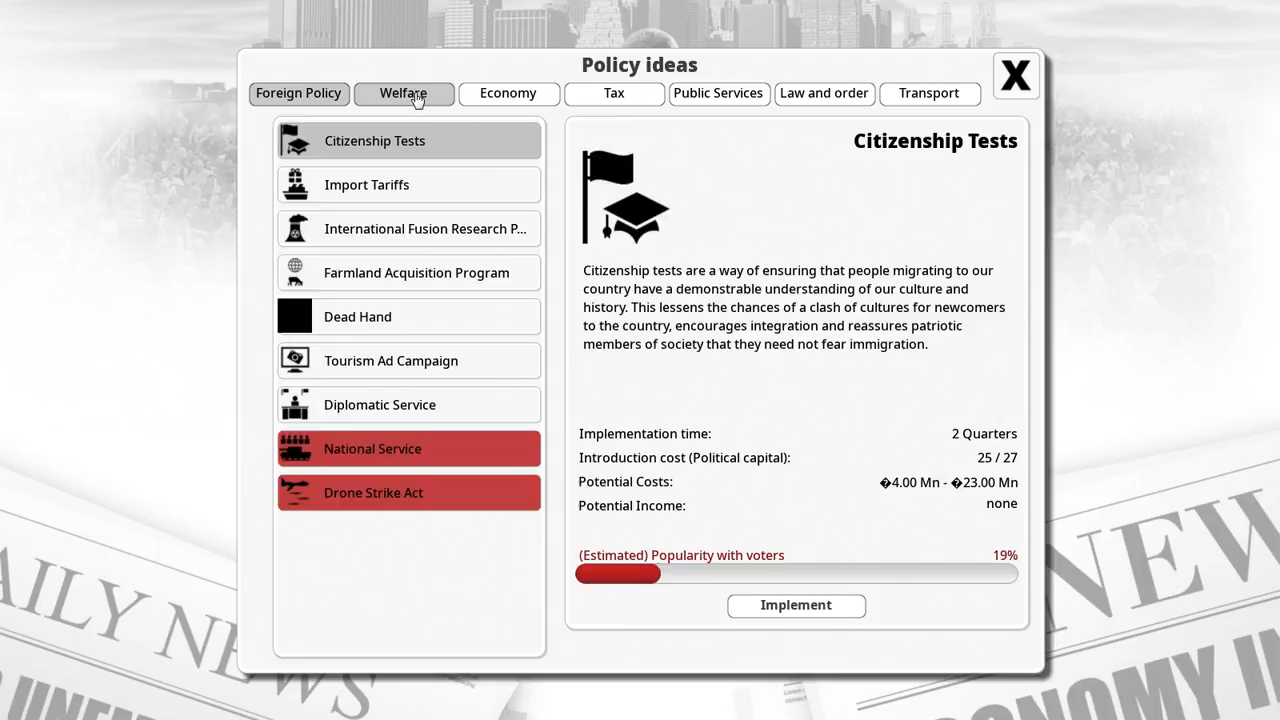 Policy ideas
X
Foreign Policy
Welfare
Economy
Tax
Public Services
Law and order
Transport
Citizenship Tests
Import Tariffs
International Fusion Research P...
Farmland Acquisition Program
Dead Hand
Tourism Ad Campaign
Diplomatic Service
National Service
Drone Strike Act
Citizenship Tests
Citizenship tests are a way of ensuring that people migrating to our
country have a demonstrable understanding of our culture and
history. This lessens the chances of a clash of cultures for newcomers
to the country, encourages integration and reassures patriotic
members of society that they need not fear immigration.
Implementation time: 2 Quarters
Introduction cost (Political capital): 25 / 27
Potential Costs: �4.00 Mn - �23.00 Mn
Potential Income: none
(Estimated) Popularity with voters 19%
Implement
AILY NEWS
NEW